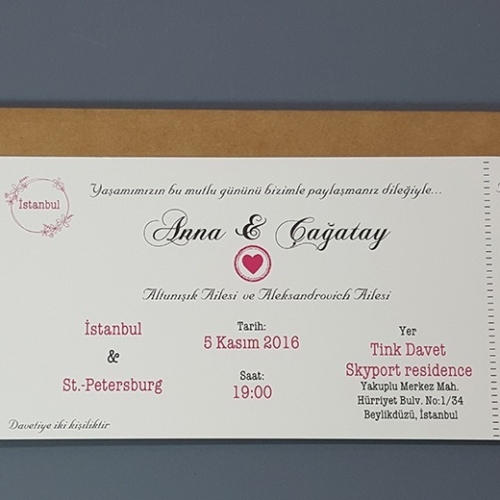 İstanbul
Yaşamımızın bu mutlu gününü bizimle paylaşmanız dileğiyle...
Anna & Çağatay
Altunışık Ailesi ve Aleksandrovich Ailesi
İstanbul
&
St.-Petersburg
Tarih:
5 Kasım 2016
Saat:
19:00
Yer
Tink Davet
Skyport residence
Yakuplu Merkez Mah.
Hürriyet Bulv. No:1/34
Beylikdüzü, İstanbul
Davetiye iki kişiliktir